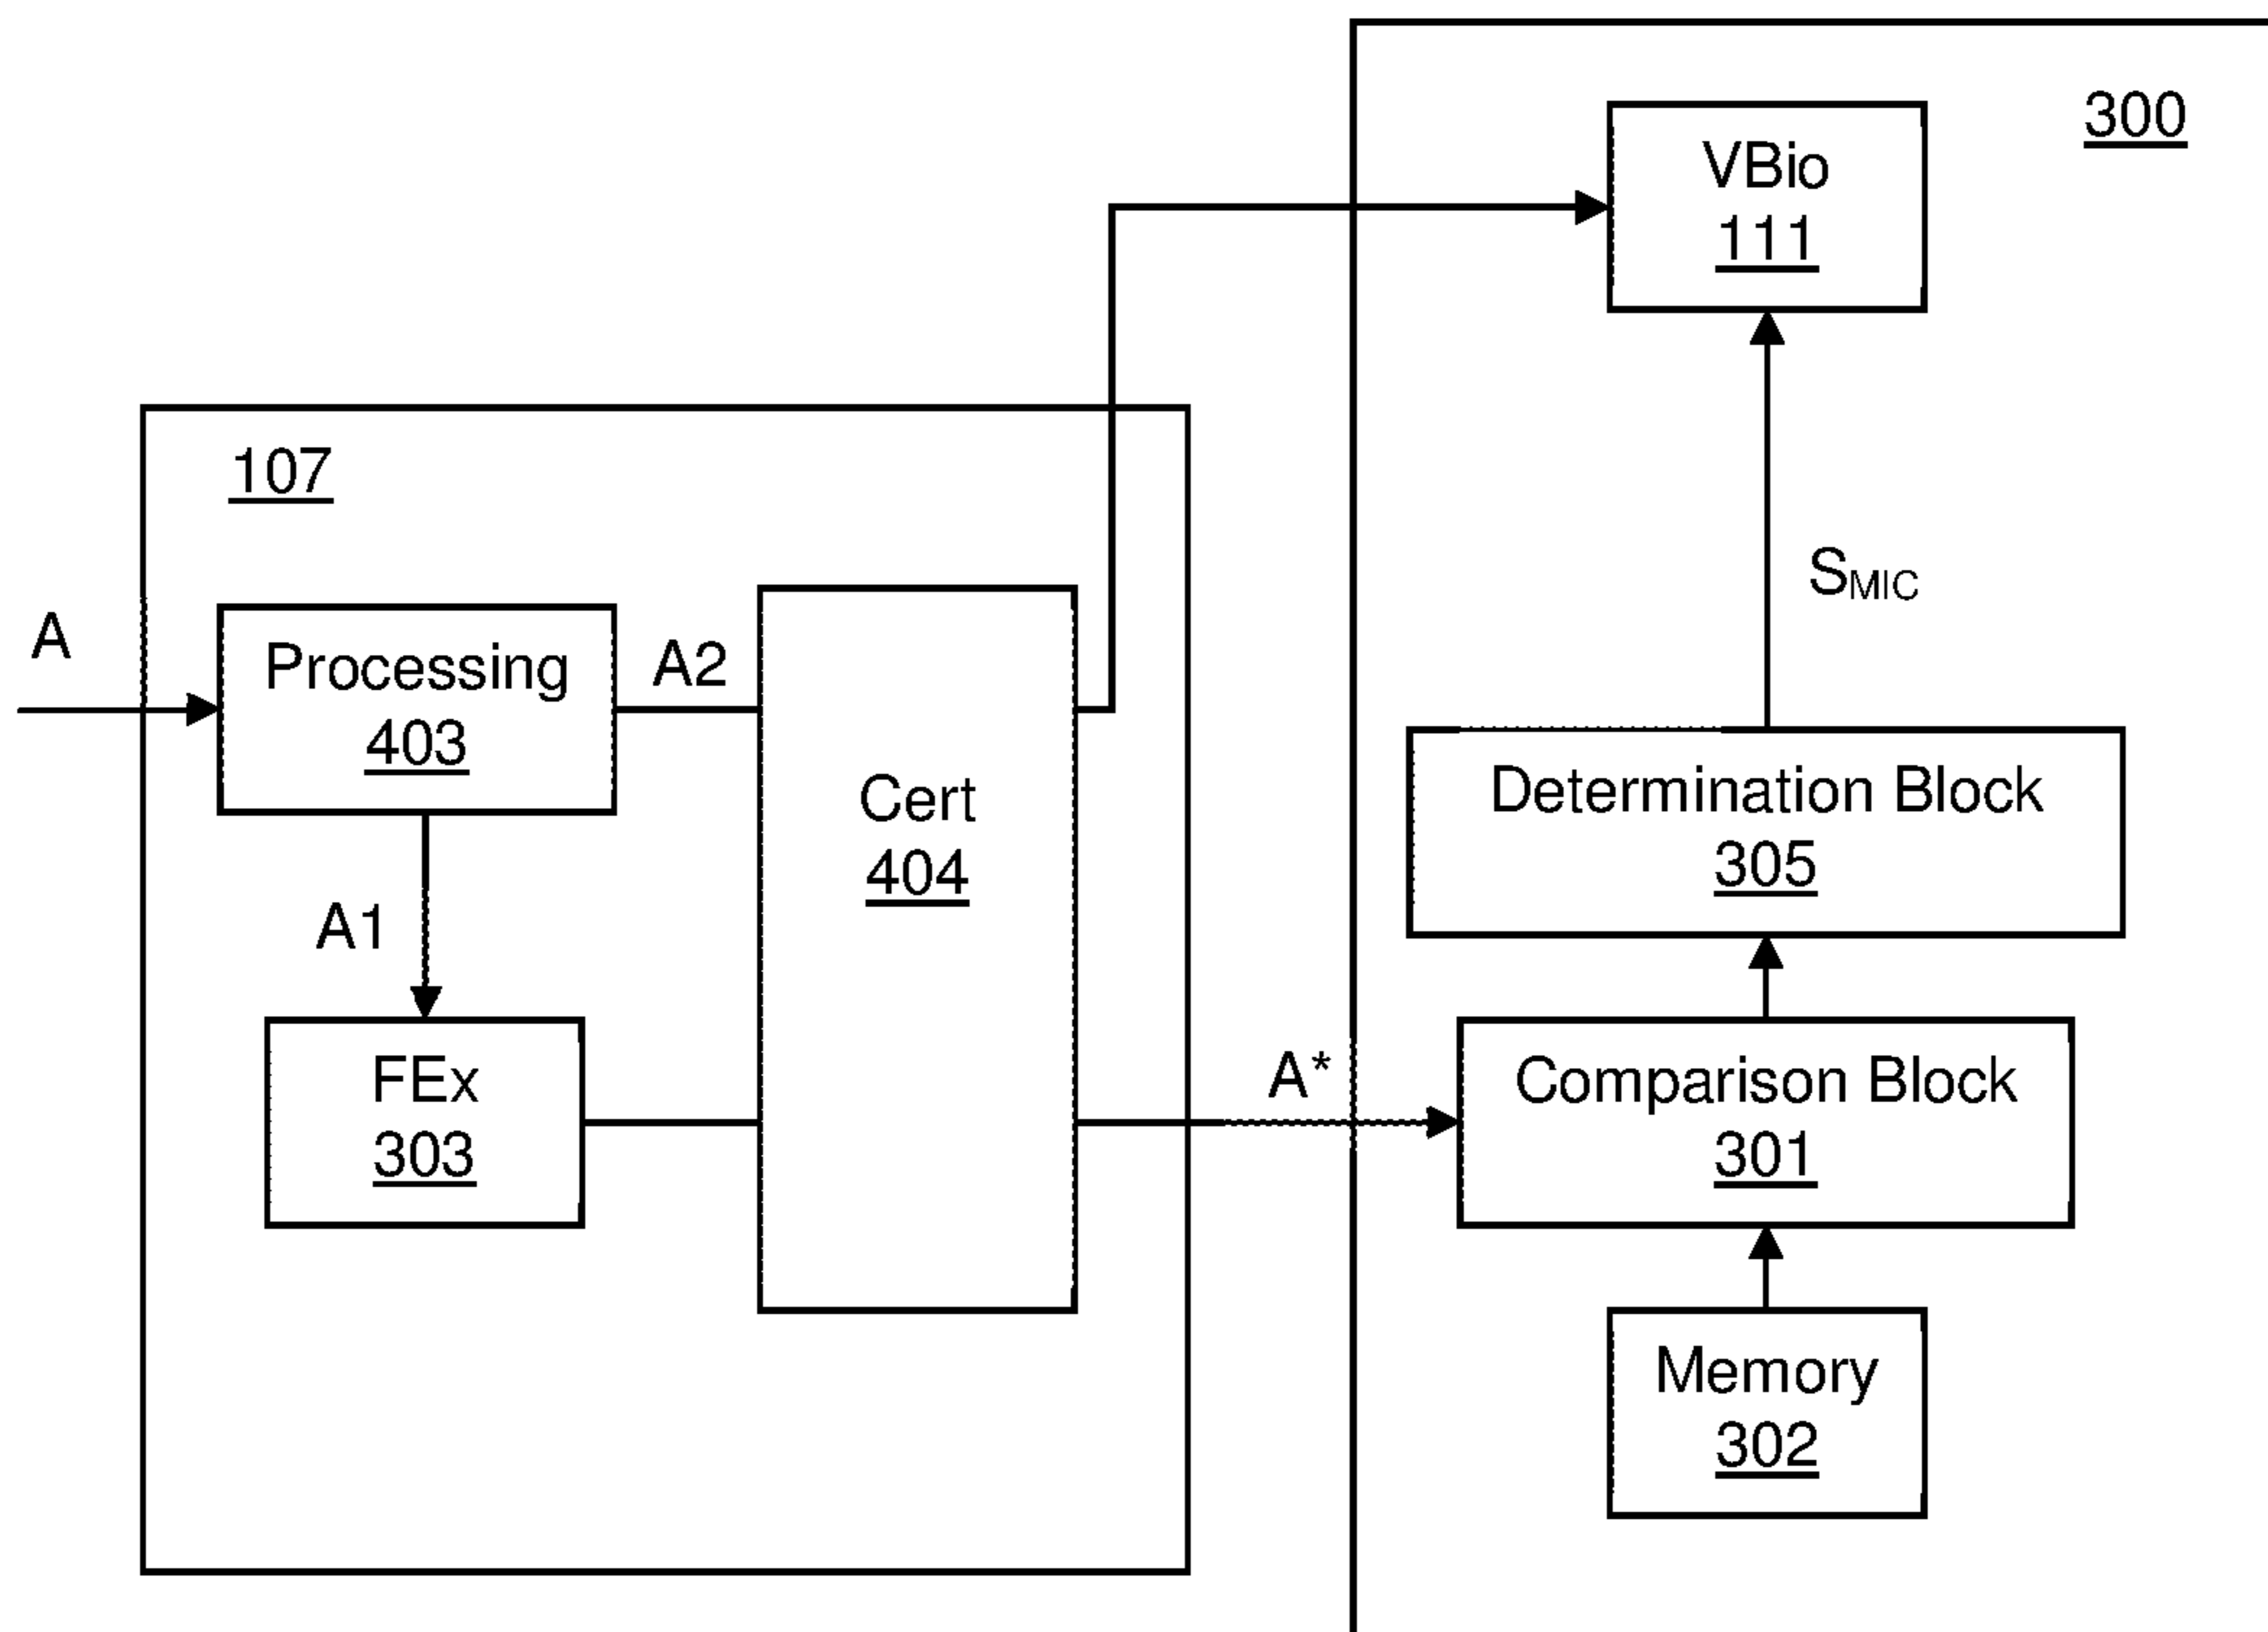 300
VBio
111
107
S_MIC
A
Processing
403
A2
Cert
404
Determination Block
305
A1
FEx
303
A*
Comparison Block
301
Memory
302